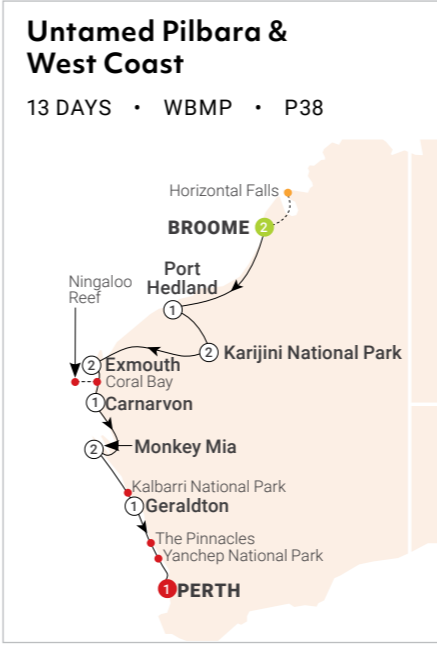 Untamed Pilbara &
West Coast
13 DAYS • WBMP • P38
Horizontal Falls
BROOME 2
Port
Hedland
1
Ningaloo
Reef
2 Karijini National Park
2 Exmouth
Coral Bay
1 Carnarvon
2 Monkey Mia
Kalbarri National Park
1 Geraldton
The Pinnacles
Yanchep National Park
1 PERTH